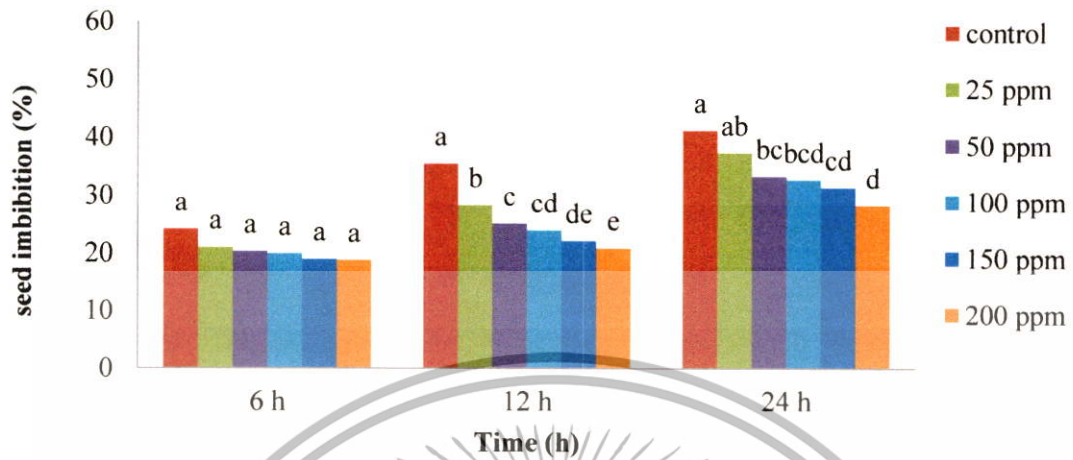 60
50
40
30
20
10
0
seed imbibition (%)
a a a a a a
a b c cd de e
a ab bc bcd cd d
6 h 12 h 24 h
Time (h)
control
25 ppm
50 ppm
100 ppm
150 ppm
200 ppm